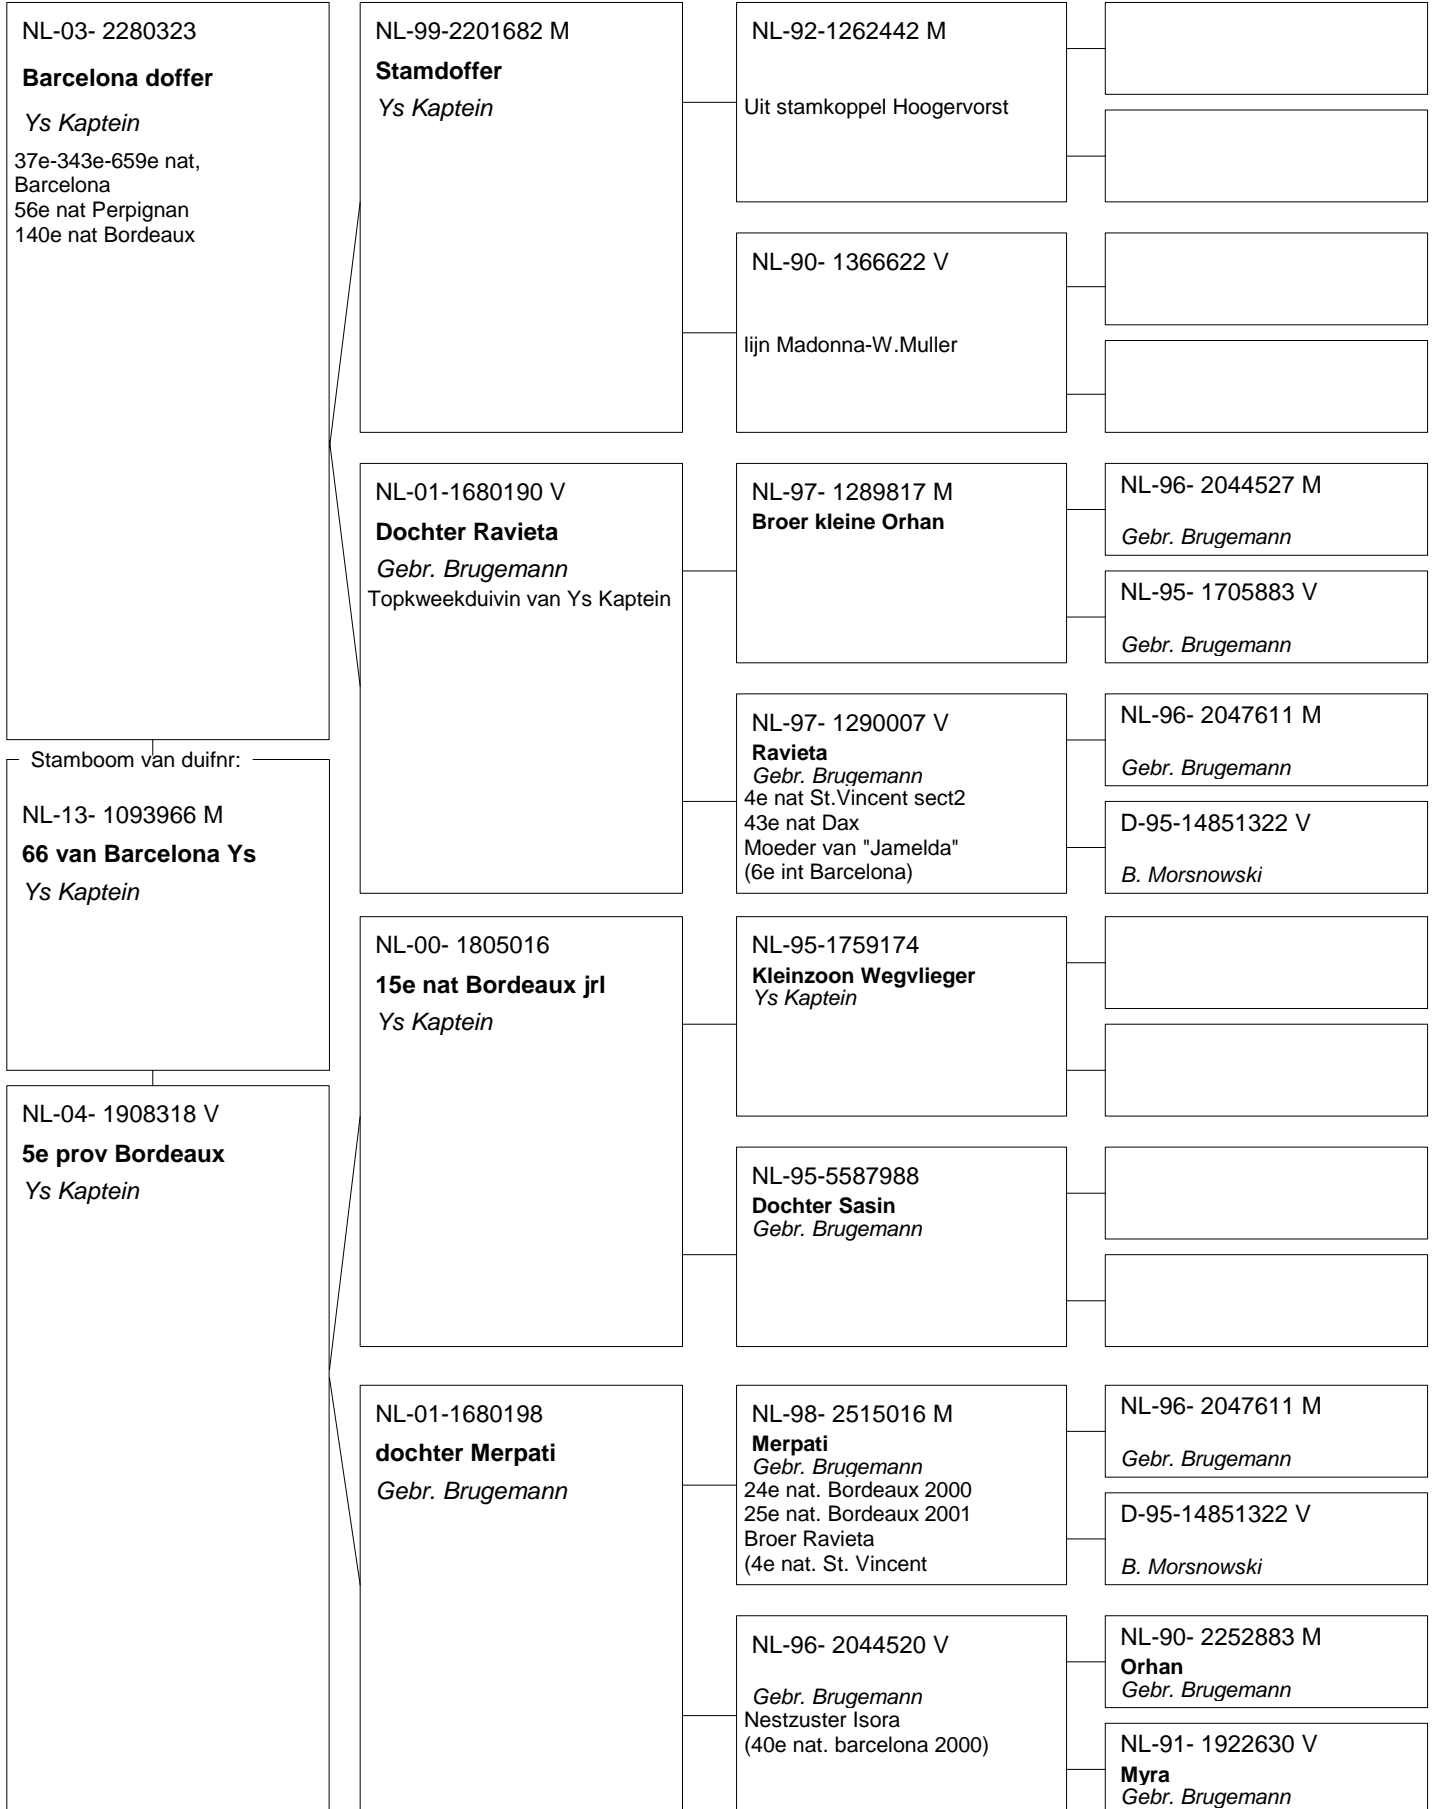 NL-03- 2280323
Barcelona doffer
Ys Kaptein
37e-343e-659e nat,
Barcelona
56e nat Perpignan
140e nat Bordeaux
Stamboom van duifnr:
NL-13- 1093966 M
66 van Barcelona Ys
Ys Kaptein
NL-04- 1908318 V
5e prov Bordeaux
Ys Kaptein
NL-99-2201682 M
Stamdoffer
Ys Kaptein
NL-01-1680190 V
Dochter Ravieta
Gebr. Brugemann
Topkweekduivin van Ys Kaptein
NL-00- 1805016
15e nat Bordeaux jrl
Ys Kaptein
NL-01-1680198
dochter Merpati
Gebr. Brugemann
NL-92-1262442 M
Uit stamkoppel Hoogervorst
NL-90- 1366622 V
lijn Madonna-W.Muller
NL-97- 1289817 M
Broer kleine Orhan
NL-97- 1290007 V
Ravieta
Gebr. Brugemann
4e nat St.Vincent sect2
43e nat Dax
Moeder van "Jamelda"
(6e int Barcelona)
NL-95-1759174
Kleinzoon Wegvlieger
Ys Kaptein
NL-95-5587988
Dochter Sasin
Gebr. Brugemann
NL-98- 2515016 M
Merpati
Gebr. Brugemann
24e nat. Bordeaux 2000
25e nat. Bordeaux 2001
Broer Ravieta
(4e nat. St. Vincent
NL-96- 2044520 V
Gebr. Brugemann
Nestzuster Isora
(40e nat. barcelona 2000)
NL-96- 2044527 M
Gebr. Brugemann
NL-95- 1705883 V
Gebr. Brugemann
NL-96- 2047611 M
Gebr. Brugemann
D-95-14851322 V
B. Morsnowski
NL-96- 2047611 M
Gebr. Brugemann
D-95-14851322 V
B. Morsnowski
NL-90- 2252883 M
Orhan
Gebr. Brugemann
NL-91- 1922630 V
Myra
Gebr. Brugemann